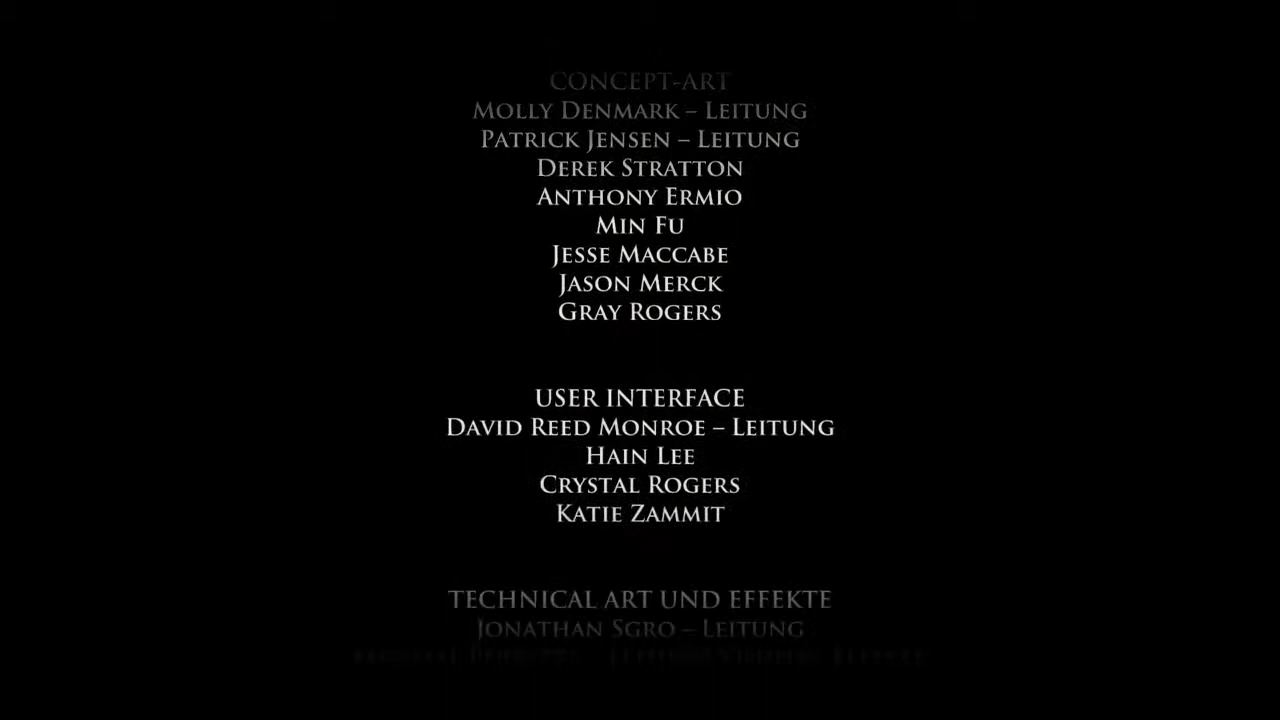 CONCEPT-ART
MOLLY DENMARK – LEITUNG
PATRICK JENSEN – LEITUNG
DEREK STRATTON
ANTHONY ERMIO
MIN FU
JESSE MACCABE
JASON MERCK
GRAY ROGERS
USER INTERFACE
DAVID REED MONROE – LEITUNG
HAIN LEE
CRYSTAL ROGERS
KATIE ZAMMIT
TECHNICAL ART UND EFFEKTE
JONATHAN SGRO – LEITUNG